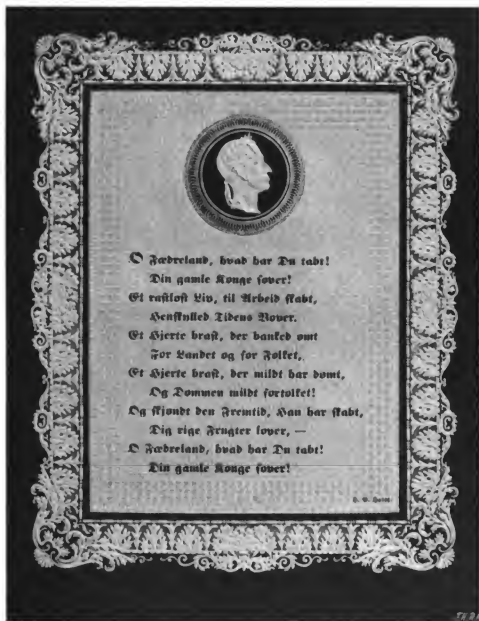 O Fædreland, hvad har Du tabt!
Din gamle Konge sover!
Et rastløst Liv, til Arbeid skabt,
Henskylled Tidens Vover.
Et Hjerte brast, der banked ømt
For Landet og for Folket,
Et Hjerte brast, der mildt har dømt,
Og Dommen mildt fortolket!
Og skjøndt den Fremtid, Han har skabt,
Dig rige Frugter lover, —
O Fædreland, hvad har Du tabt!
Din gamle Konge sover!
H. P.